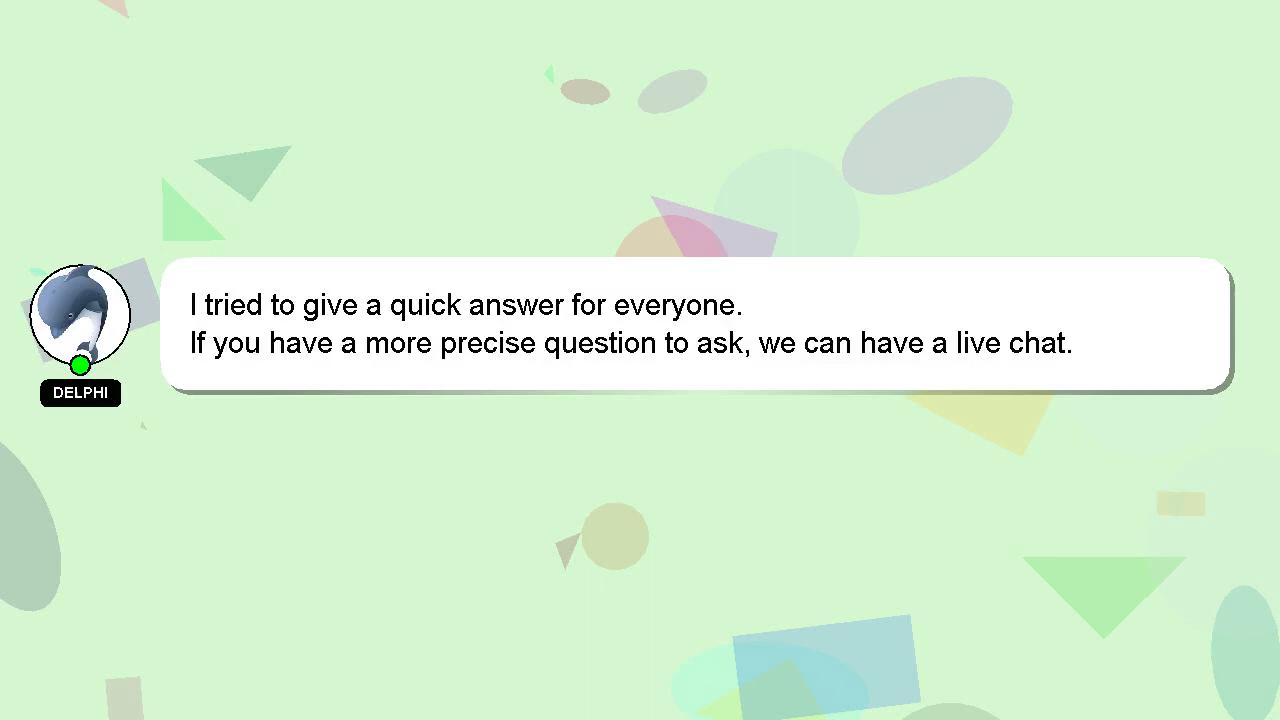 I tried to give a quick answer for everyone.
If you have a more precise question to ask, we can have a live chat.
DELPHI